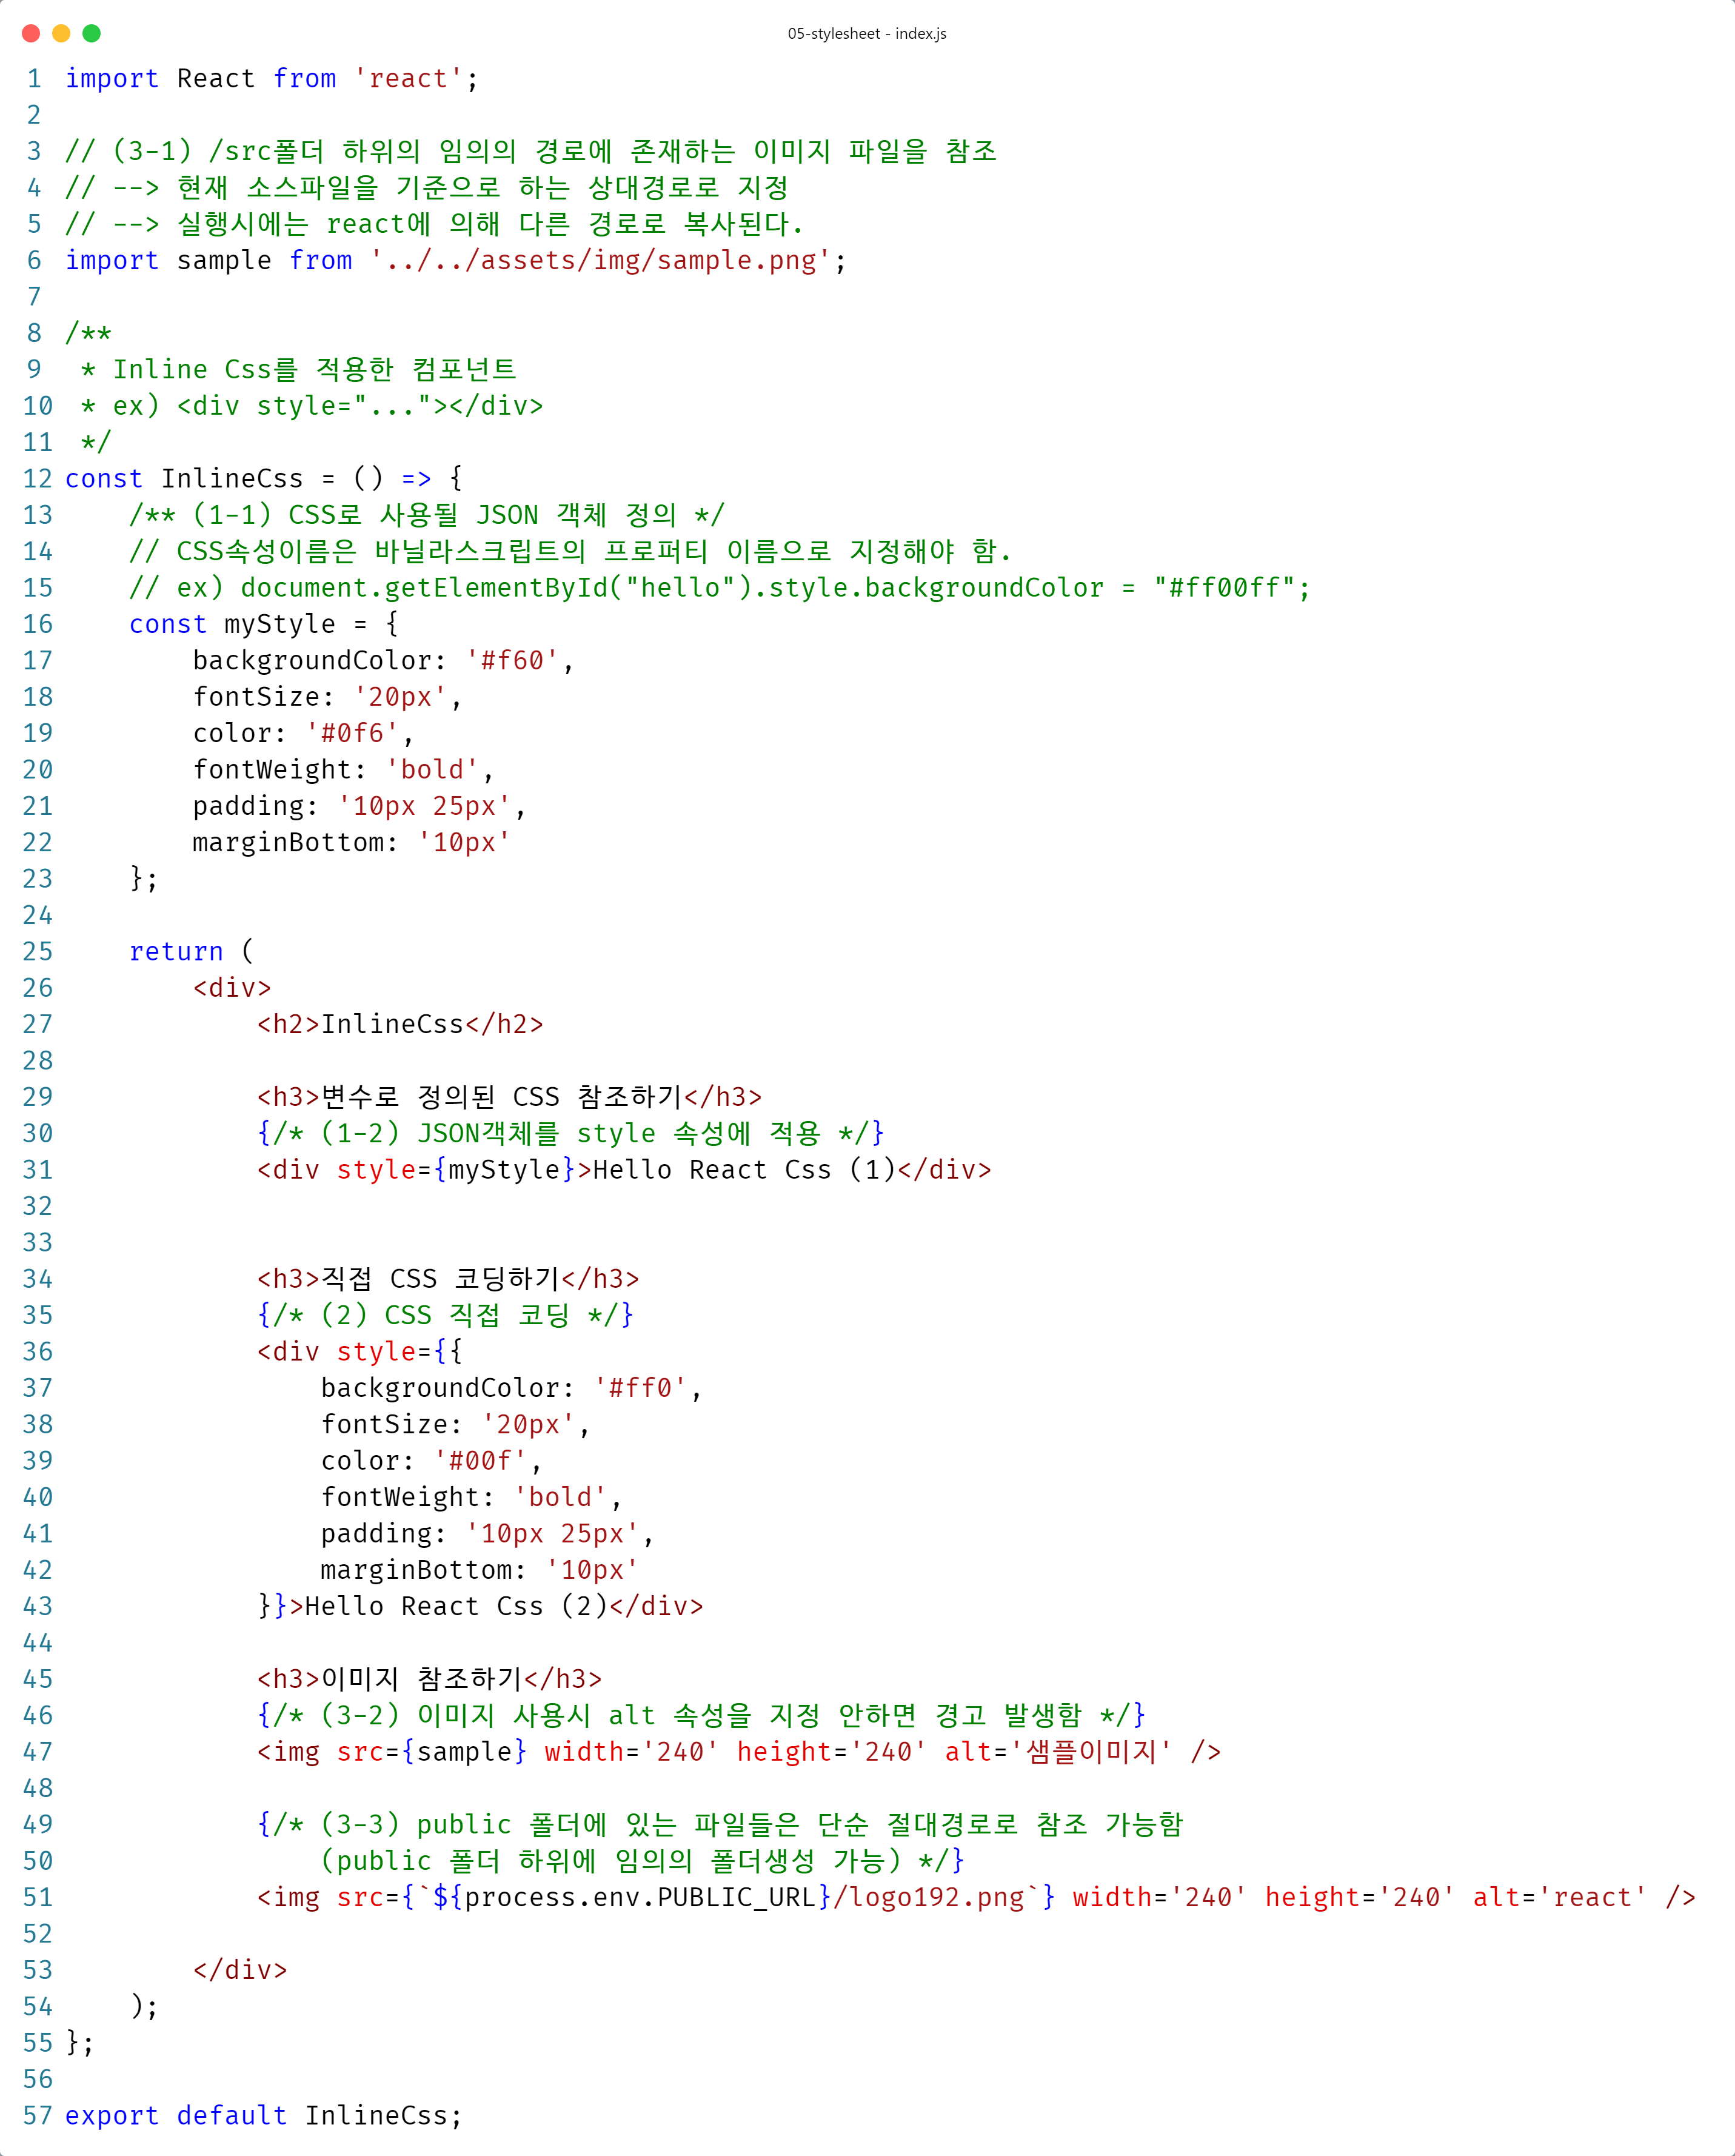 05-stylesheet - index.js
1 import React from 'react';
2
3 // (3-1) /src폴더 하위의 임의의 경로에 존재하는 이미지 파일을 참조
4 // --> 현재 소스파일을 기준으로 하는 상대경로로 지정
5 // --> 실행시에는 react에 의해 다른 경로로 복사된다.
6 import sample from '../../assets/img/sample.png';
7
8 /**
9  * Inline Css를 적용한 컴포넌트
10  * ex) <div style="..."></div>
11  */
12 const InlineCss = () => {
13     /** (1-1) CSS로 사용될 JSON 객체 정의 */
14     // CSS속성이름은 바닐라스크립트의 프로퍼티 이름으로 지정해야 함.
15     // ex) document.getElementById("hello").style.backgroundColor = "#ff00ff";
16     const myStyle = {
17         backgroundColor: '#f60',
18         fontSize: '20px',
19         color: '#0f6',
20         fontWeight: 'bold',
21         padding: '10px 25px',
22         marginBottom: '10px'
23     };
24
25     return (
26         <div>
27             <h2>InlineCss</h2>
28
29             <h3>변수로 정의된 CSS 참조하기</h3>
30             {/* (1-2) JSON객체를 style 속성에 적용 */}
31             <div style={myStyle}>Hello React Css (1)</div>
32
33
34             <h3>직접 CSS 코딩하기</h3>
35             {/* (2) CSS 직접 코딩 */}
36             <div style={{
37                 backgroundColor: '#ff0',
38                 fontSize: '20px',
39                 color: '#00f',
40                 fontWeight: 'bold',
41                 padding: '10px 25px',
42                 marginBottom: '10px'
43             }}>Hello React Css (2)</div>
44
45             <h3>이미지 참조하기</h3>
46             {/* (3-2) 이미지 사용시 alt 속성을 지정 안하면 경고 발생함 */}
47             <img src={sample} width='240' height='240' alt='샘플이미지' />
48
49             {/* (3-3) public 폴더에 있는 파일들은 단순 절대경로로 참조 가능함
50                 (public 폴더 하위에 임의의 폴더생성 가능) */}
51             <img src={`${process.env.PUBLIC_URL}/logo192.png`} width='240' height='240' alt='react' />
52
53         </div>
54     );
55 };
56
57 export default InlineCss;